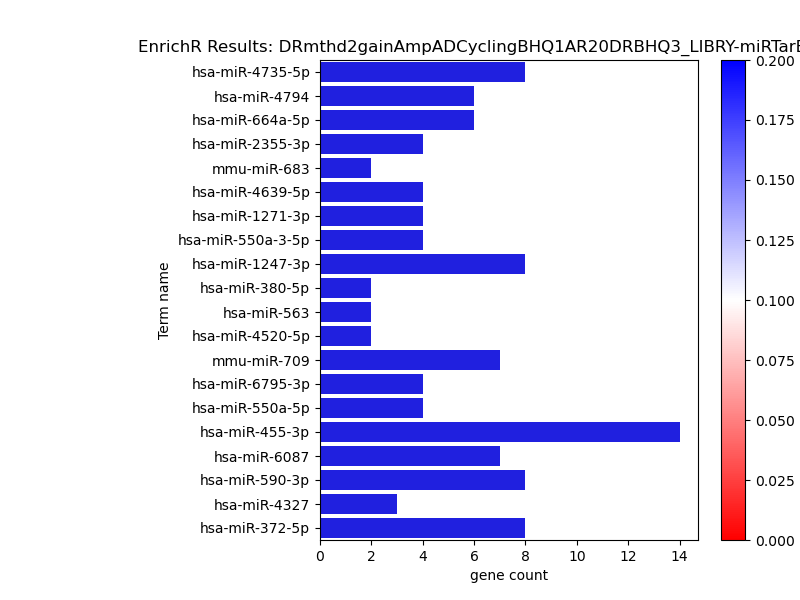 EnrichR Results: DRmthd2gainAmpADCyclingBHQ1AR20DRBHQ3_LIBRY-miRTarB
hsa-miR-4735-5p
hsa-miR-4794
hsa-miR-664a-5p
hsa-miR-2355-3p
mmu-miR-683
hsa-miR-4639-5p
hsa-miR-1271-3p
hsa-miR-550a-3-5p
hsa-miR-1247-3p
hsa-miR-380-5p
hsa-miR-563
hsa-miR-4520-5p
mmu-miR-709
hsa-miR-6795-3p
hsa-miR-550a-5p
hsa-miR-455-3p
hsa-miR-6087
hsa-miR-590-3p
hsa-miR-4327
hsa-miR-372-5p
Term name
0 2 4 6 8 10 12 14
gene count
0.200
0.175
0.150
0.125
0.100
0.075
0.050
0.025
0.000